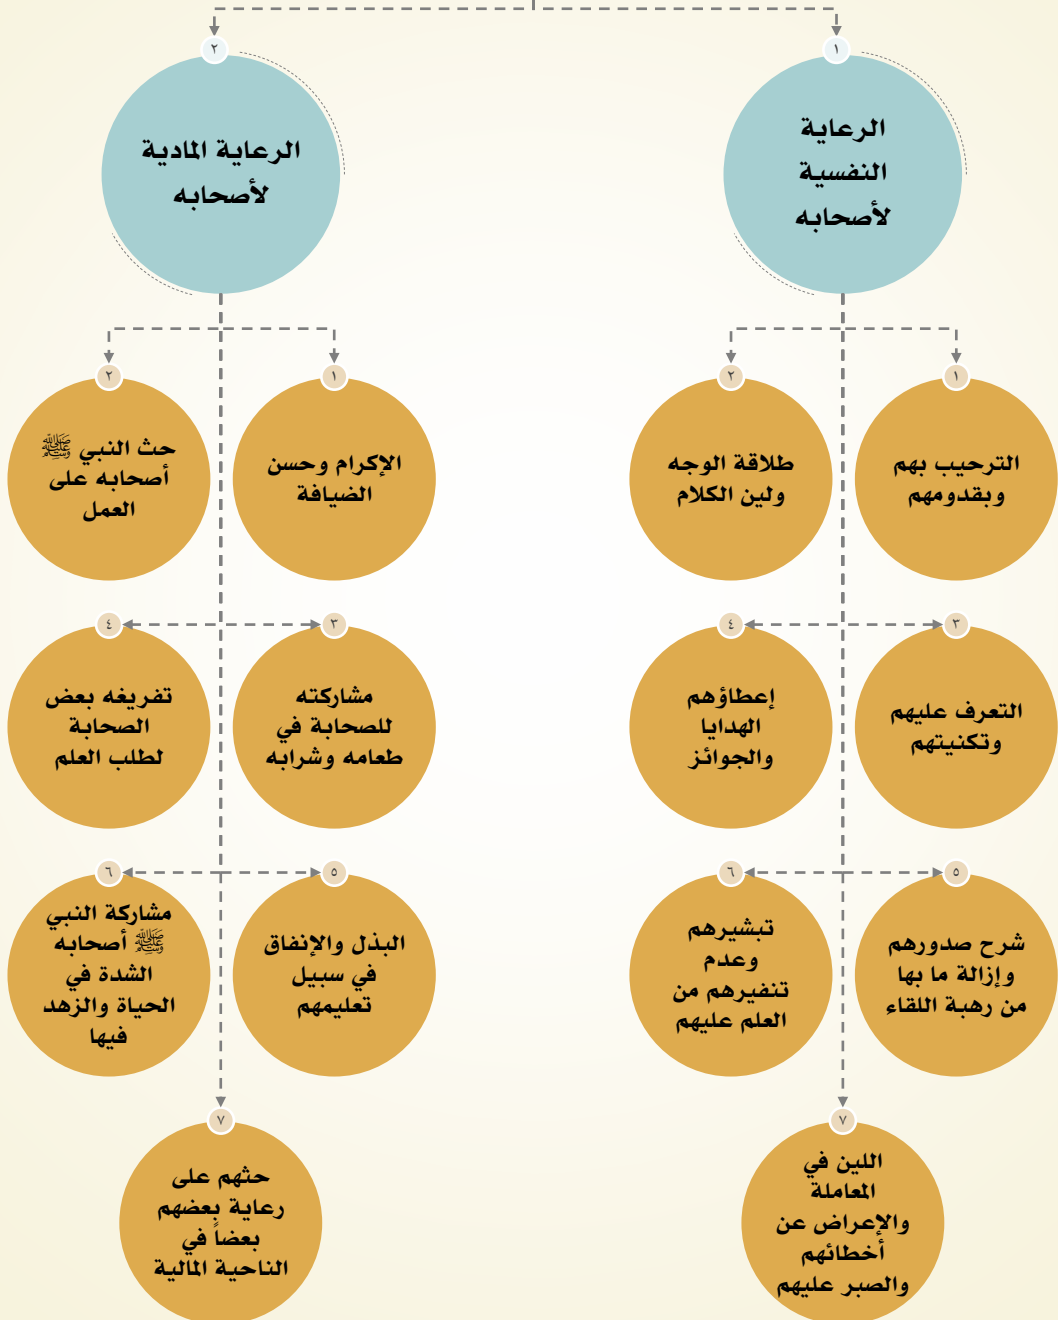 ١
الرعاية
النفسية
لأصحابه
١
الترحيب بهم
وبقدومهم
٢
طلاقة الوجه
ولين الكلام
٣
التعرف عليهم
وتكنيتهم
٤
إعطاؤهم
الهدايا
والجوائز
٥
شرح صدورهم
وإزالة ما بها
من رهبة اللقاء
٦
تبشيرهم
وعدم
تنفيرهم من
العلم عليهم
٧
اللين في
المعاملة
والإعراض عن
أخطائهم
والصبر عليهم
٢
الرعاية المادية
لأصحابه
١
الإكرام وحسن
الضيافة
٢
حث النبي ﷺ
أصحابه على
العمل
٣
مشاركته
للصحابة في
طعامه وشرابه
٤
تفريغه بعض
الصحابة
لطلب العلم
٥
البذل والإنفاق
في سبيل
تعليمهم
٦
مشاركة النبي
ﷺ أصحابه
الشدة في
الحياة والزهد
فيها
٧
حثهم على
رعاية بعضهم
بعضاً في
الناحية المالية